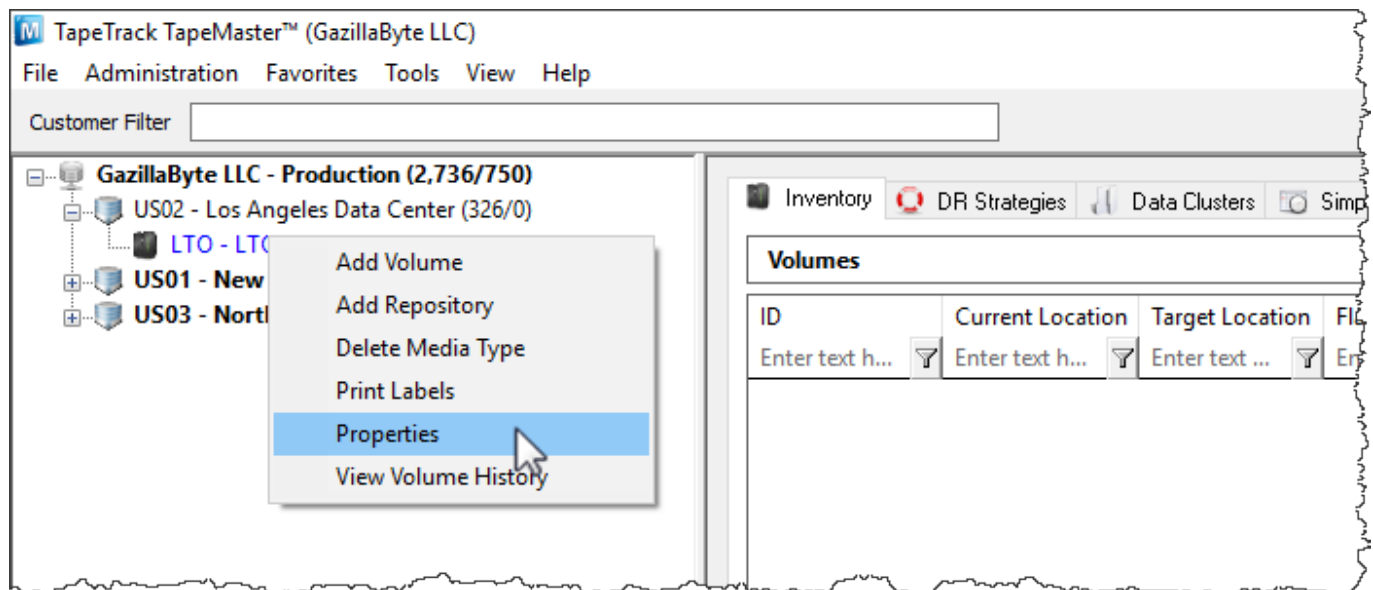 TapeTrack TapeMaster™ (GazillaByte LLC)
File Administration Favorites Tools View Help
Customer Filter
GazillaByte LLC - Production (2,736/750)
US02 - Los Angeles Data Center (326/0)
LTO - LTO
US01 - New
US03 - North
Add Volume
Add Repository
Delete Media Type
Print Labels
Properties
View Volume History
Inventory DR Strategies Data Clusters Simp
Volumes
ID Current Location Target Location
Enter text h... Enter text h... Enter text ...